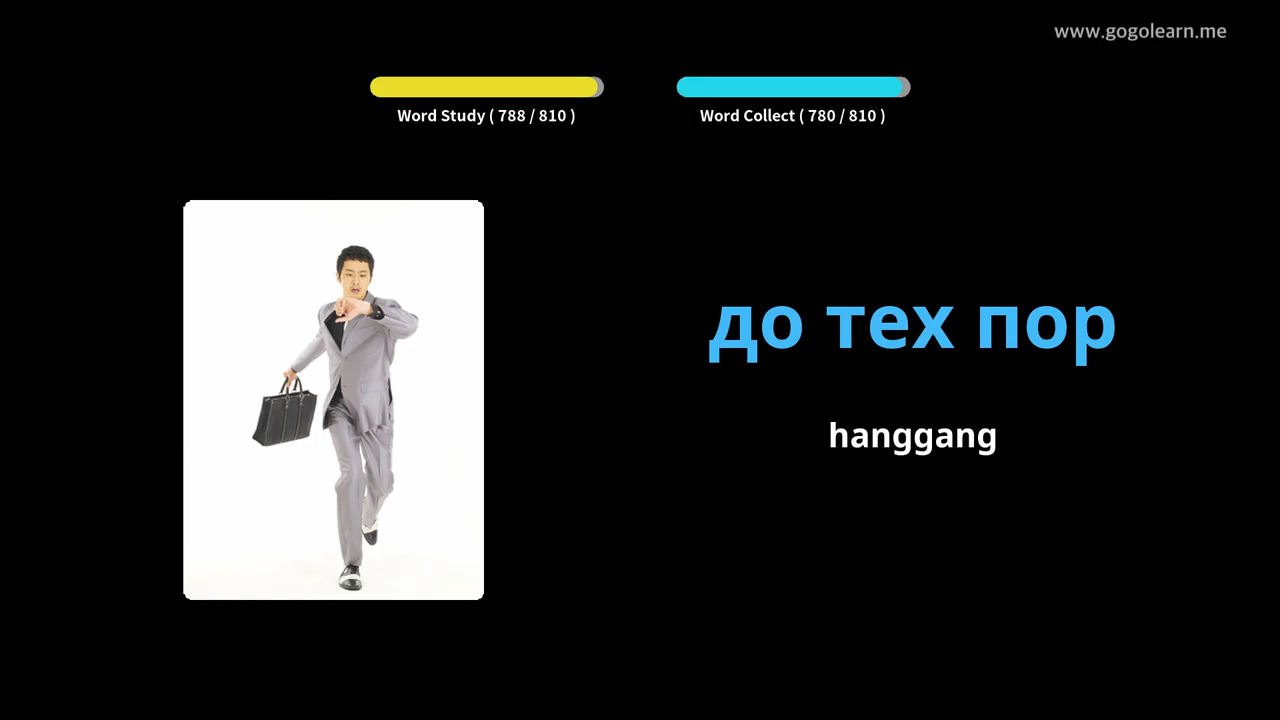 www.gogolearn.me
Word Study ( 788 / 810 )
Word Collect ( 780 / 810 )
до тех пор
hanggang